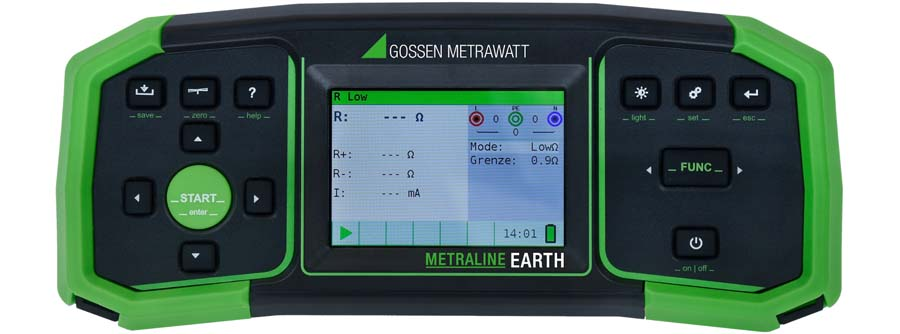 GOSSEN METRAWATT
save
zero
?
help
START
enter
R Low
R: --- Ω
L PE N
0 0
0
R+: --- Ω
R-: --- Ω
I: --- mA
Mode: LowΩ
Grenze: 0.9Ω
14:01
METRALINE EARTH
light
set
esc
FUNC
on | off